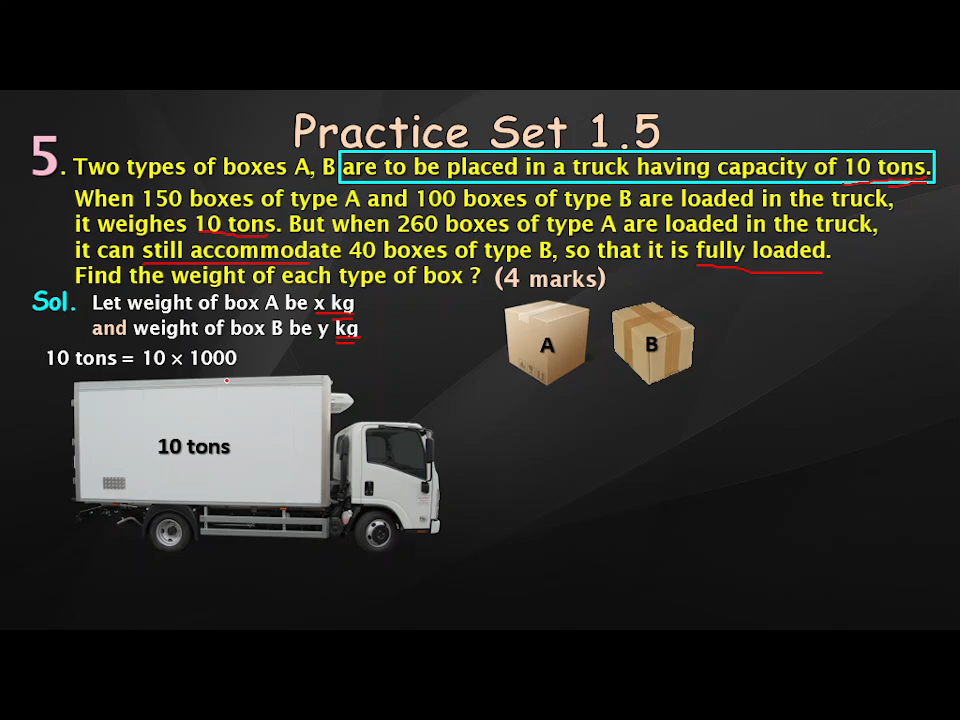 Practice Set 1.5
5. Two types of boxes A, B are to be placed in a truck having capacity of 10 tons.
When 150 boxes of type A and 100 boxes of type B are loaded in the truck,
it weighes 10 tons. But when 260 boxes of type A are loaded in the truck,
it can still accommodate 40 boxes of type B, so that it is fully loaded.
Find the weight of each type of box ? (4 marks)
Sol. Let weight of box A be x kg
and weight of box B be y kg
10 tons = 10 × 1000
A
B
10 tons